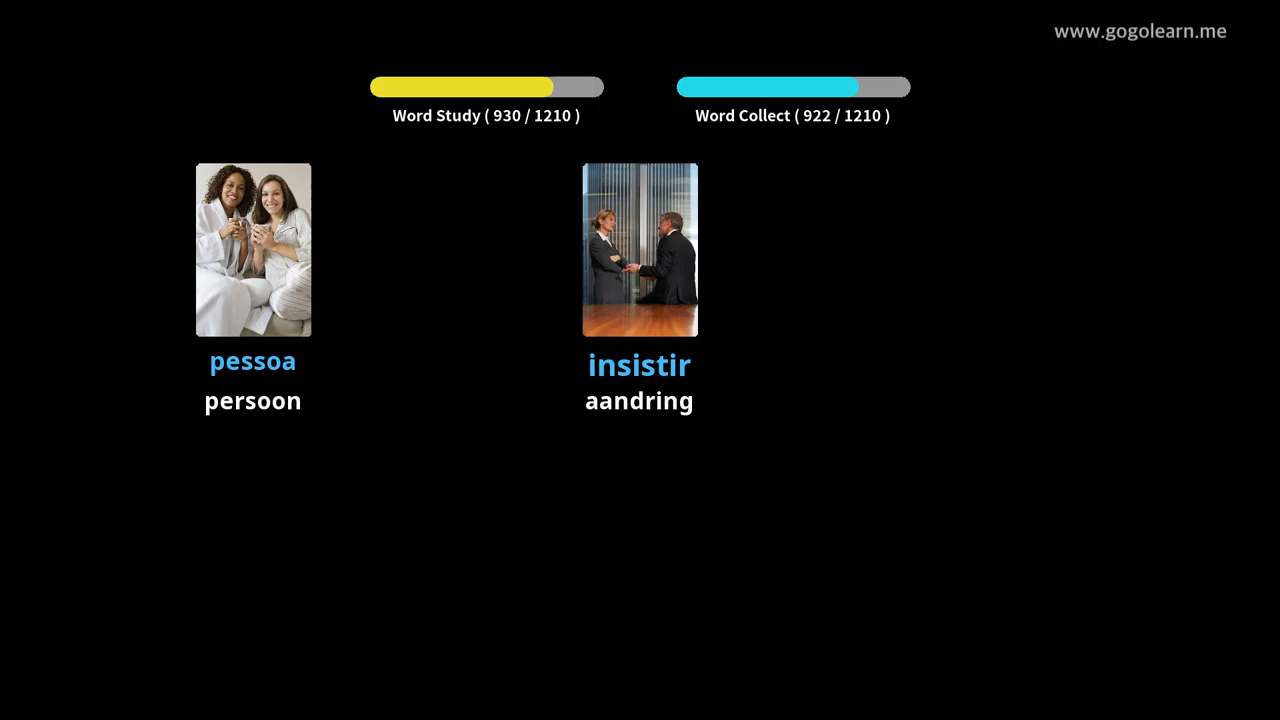 www.gogolearn.me
Word Study ( 930 / 1210 )
Word Collect ( 922 / 1210 )
pessoa
persoon
insistir
aandring